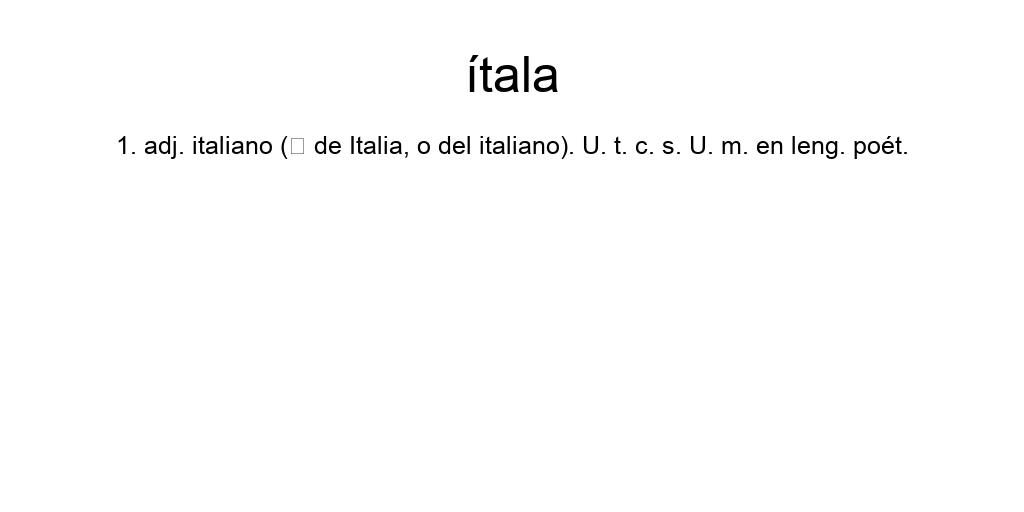 ítala
1. adj. italiano (□ de Italia, o del italiano). U. t. c. s. U. m. en leng. poét.